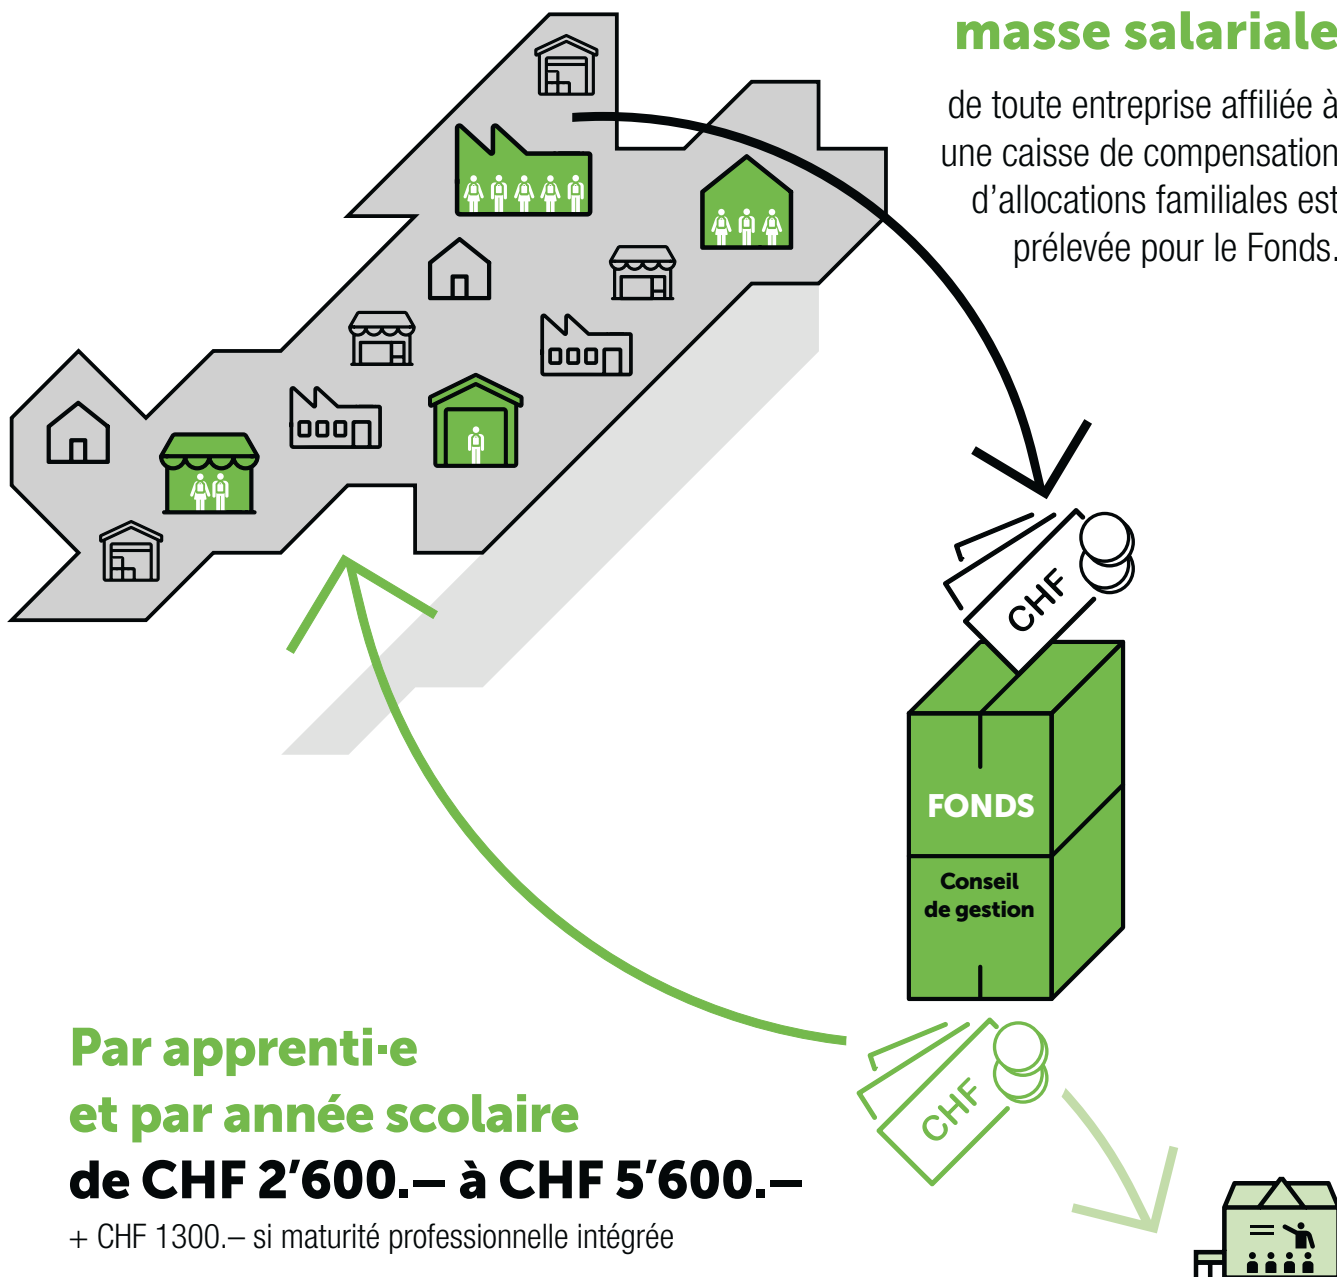 masse salariale
de toute entreprise affiliée à
une caisse de compensation
d’allocations familiales est
prélevée pour le Fonds.
CHF
FONDS
Conseil
de gestion
CHF
Par apprenti·e
et par année scolaire
de CHF 2’600.– à CHF 5’600.–
+ CHF 1300.– si maturité professionnelle intégrée